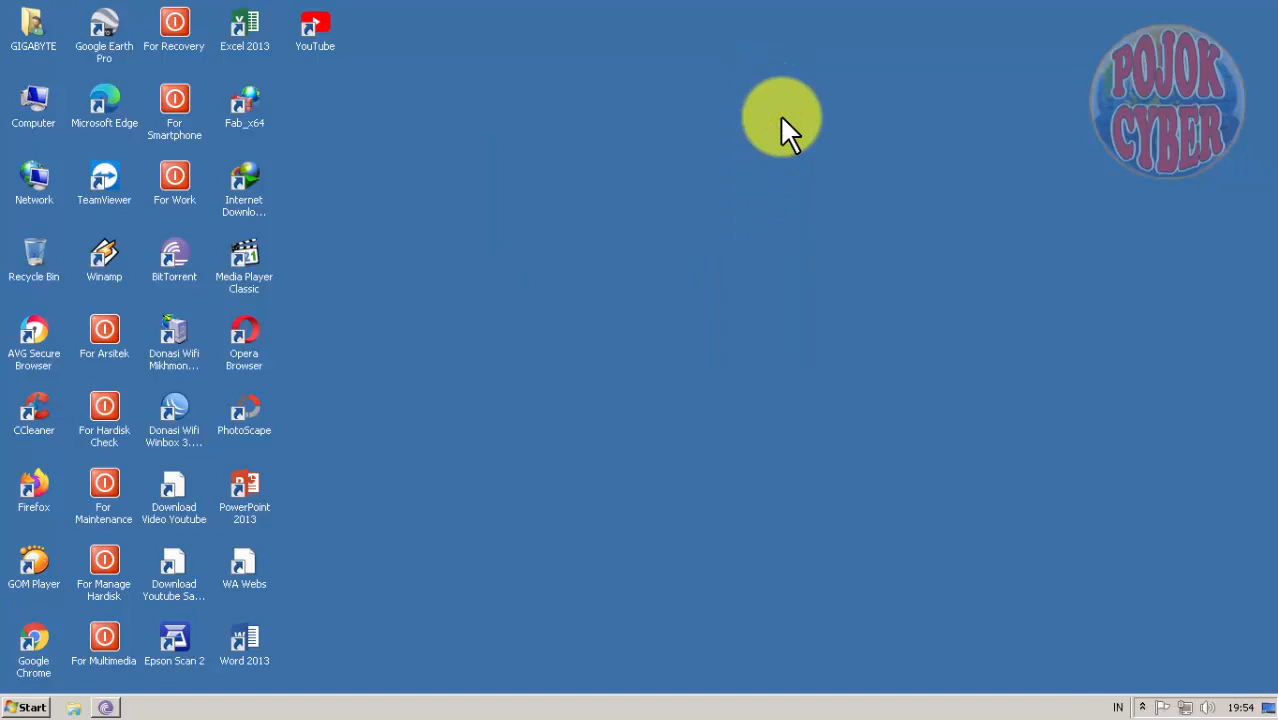 GIGABYTE
Google Earth
Pro
For Recovery
Excel 2013
YouTube
POJOK
CYBER
Computer
Microsoft Edge
For
Smartphone
Fab_x64
Network
TeamViewer
For Work
Internet
Downlo...
Recycle Bin
Winamp
BitTorrent
Media Player
Classic
AVG Secure
Browser
For Arsitek
Donasi Wifi
Mikhmon...
Opera
Browser
CCleaner
For Hardisk
Check
Donasi Wifi
Winbox 3....
PhotoScape
Firefox
For
Maintenance
Download
Video Youtube
PowerPoint
2013
GOM Player
For Manage
Hardisk
Download
Youtube Sa...
WA Webs
Google
Chrome
For Multimedia
Epson Scan 2
Word 2013
Start
IN
19:54